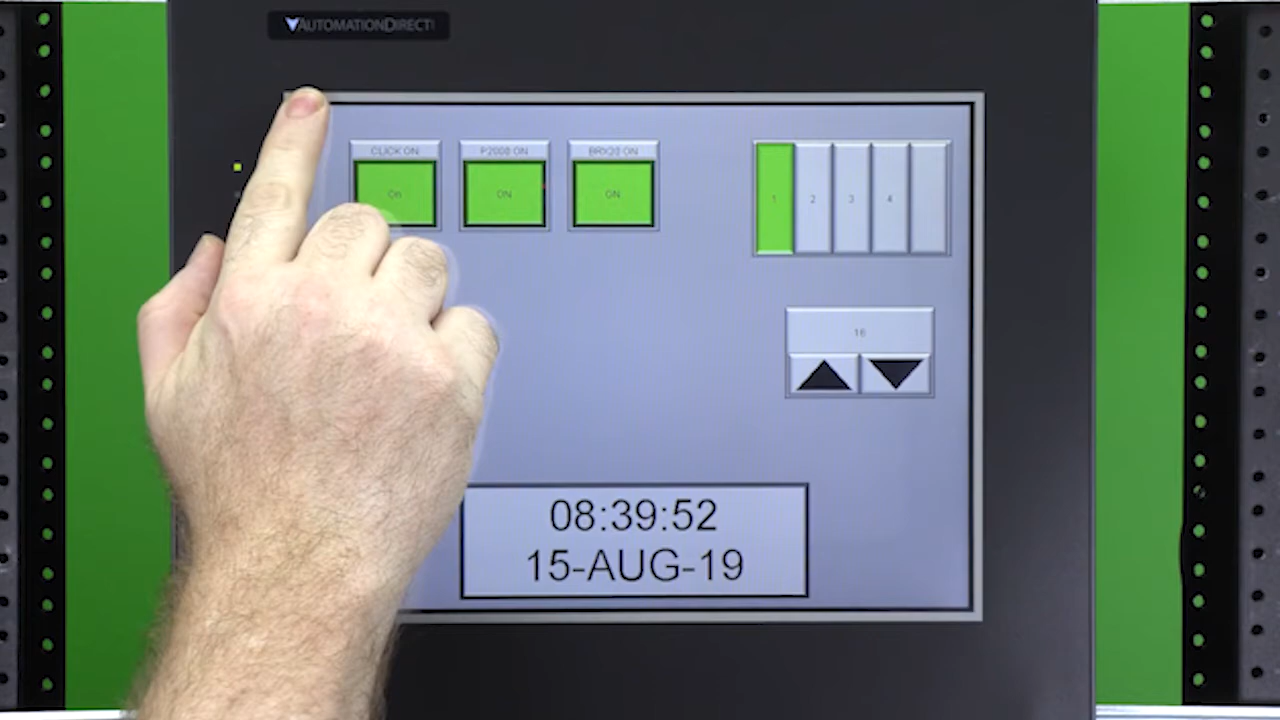 AUTOMATIONDIRECT
CLICK ON
P2000 ON
BRX20 ON
On
ON
ON
1
2
3
4
16
08:39:52
15-AUG-19